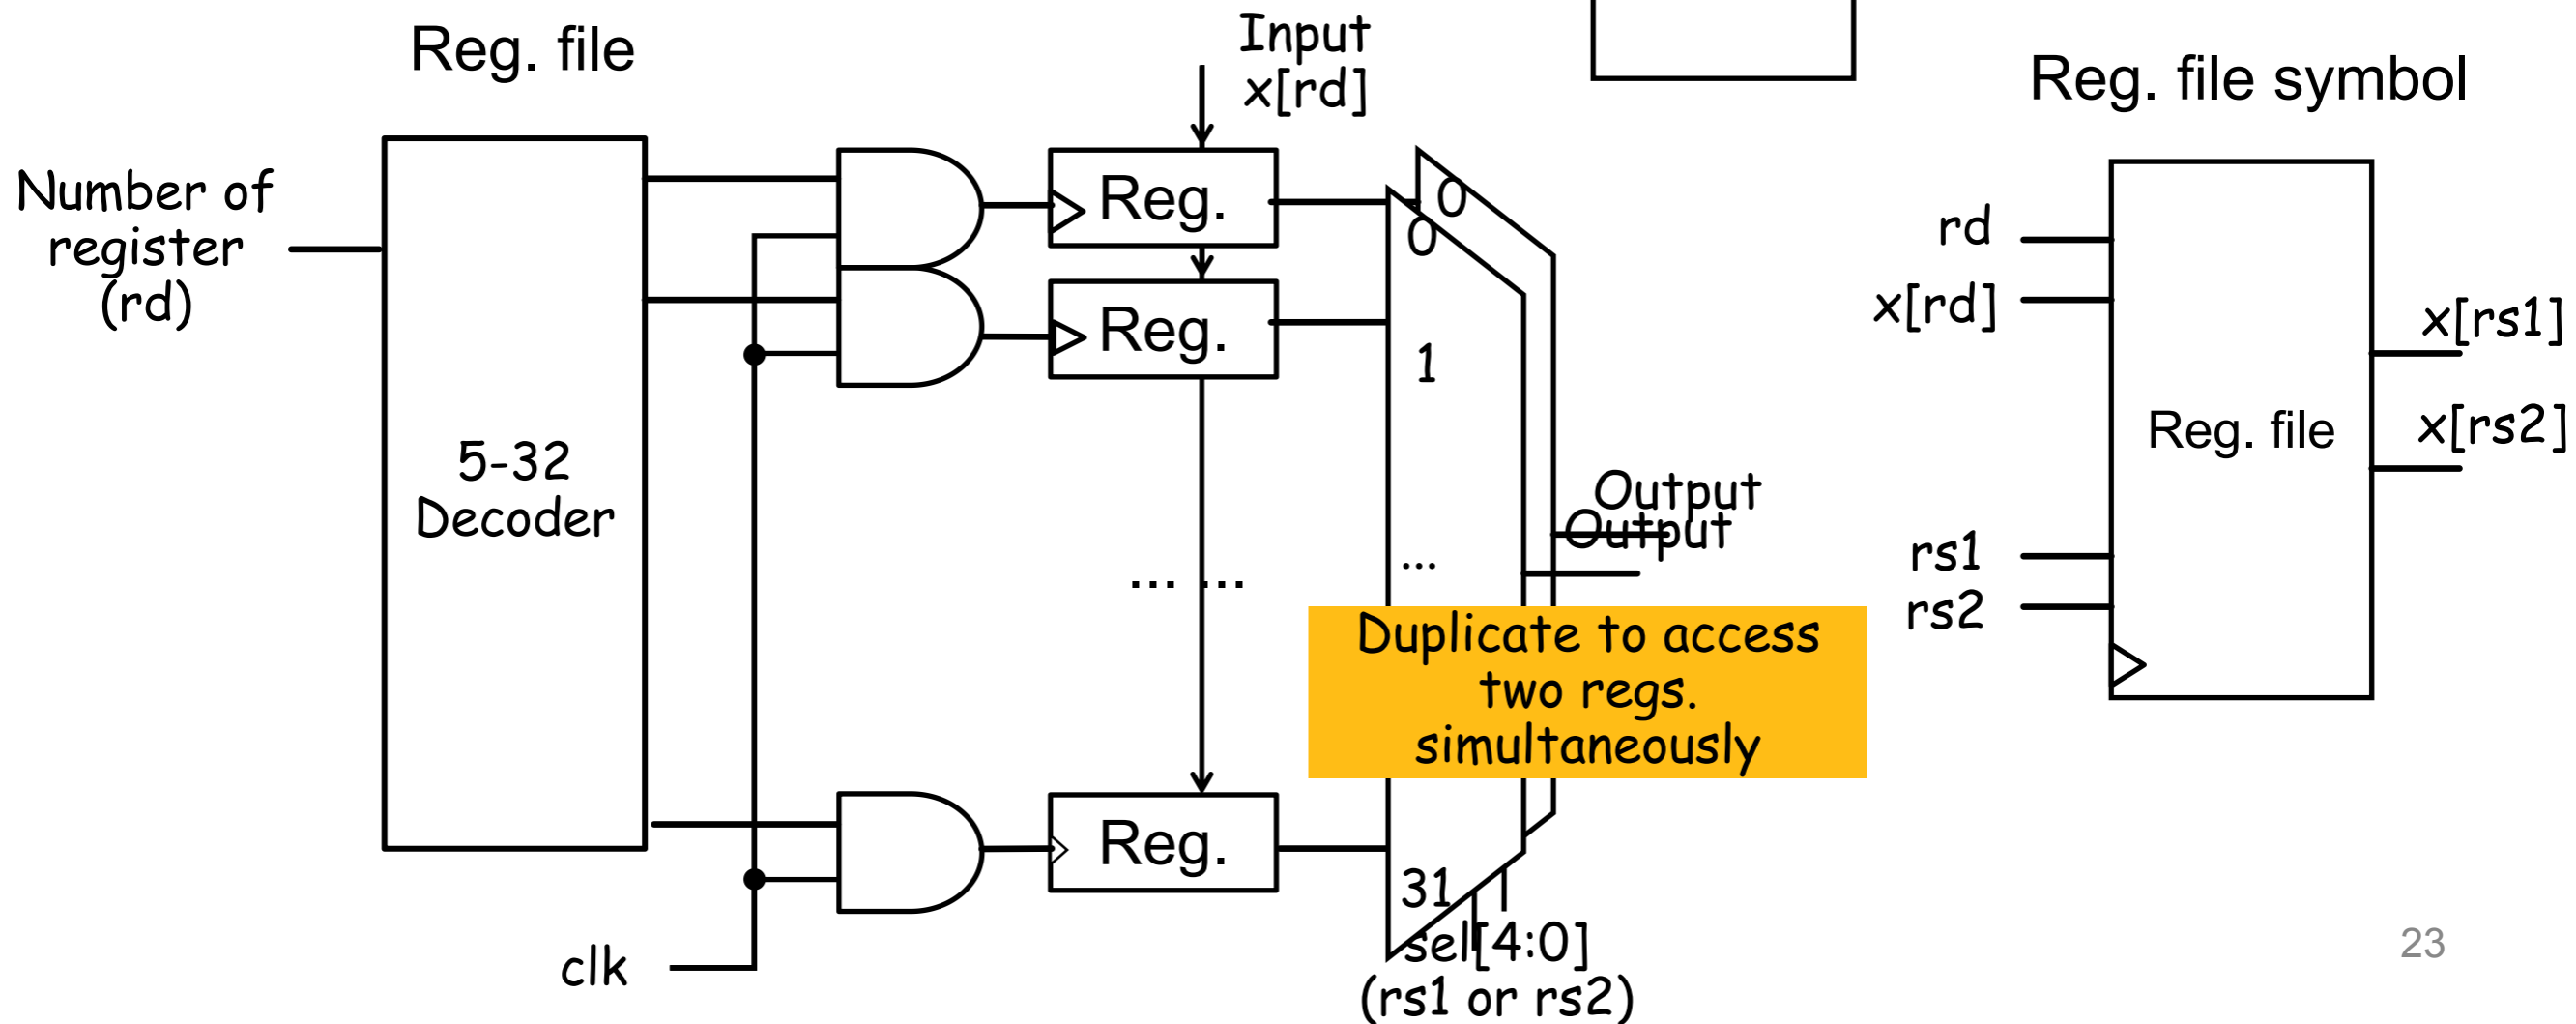 Reg. file
Input
x[rd]
Reg. file symbol
Number of
register
(rd)
5-32
Decoder
Reg.
Reg.
... ...
Reg.
clk
0
0
1
...
31
Output
Output
Duplicate to access
two regs.
simultaneously
sel[4:0]
(rs1 or rs2)
rd
x[rd]
rs1
rs2
Reg. file
x[rs1]
x[rs2]
23